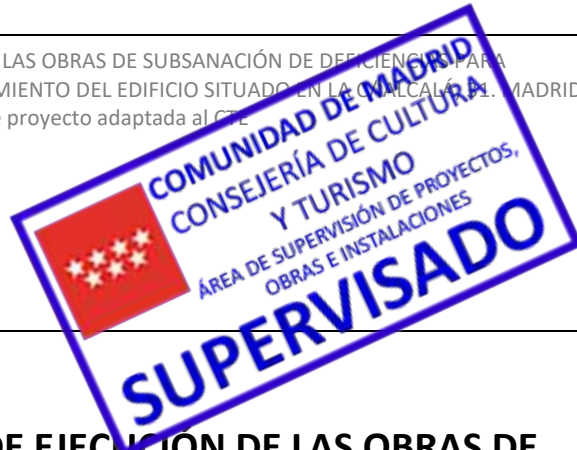 LAS OBRAS DE SUBSANACIÓN DE DEFICIENCIAS PARA
MIENTO DEL EDIFICIO SITUADO EN LA C/ALCALÁ, 31. MADRID
proyecto adaptada al CTE
COMUNIDAD DE MADRID
CONSEJERÍA DE CULTURA
Y TURISMO
ÁREA DE SUPERVISIÓN DE PROYECTOS,
OBRAS E INSTALACIONES
SUPERVISADO
DE EJECUCIÓN DE LAS OBRAS DE